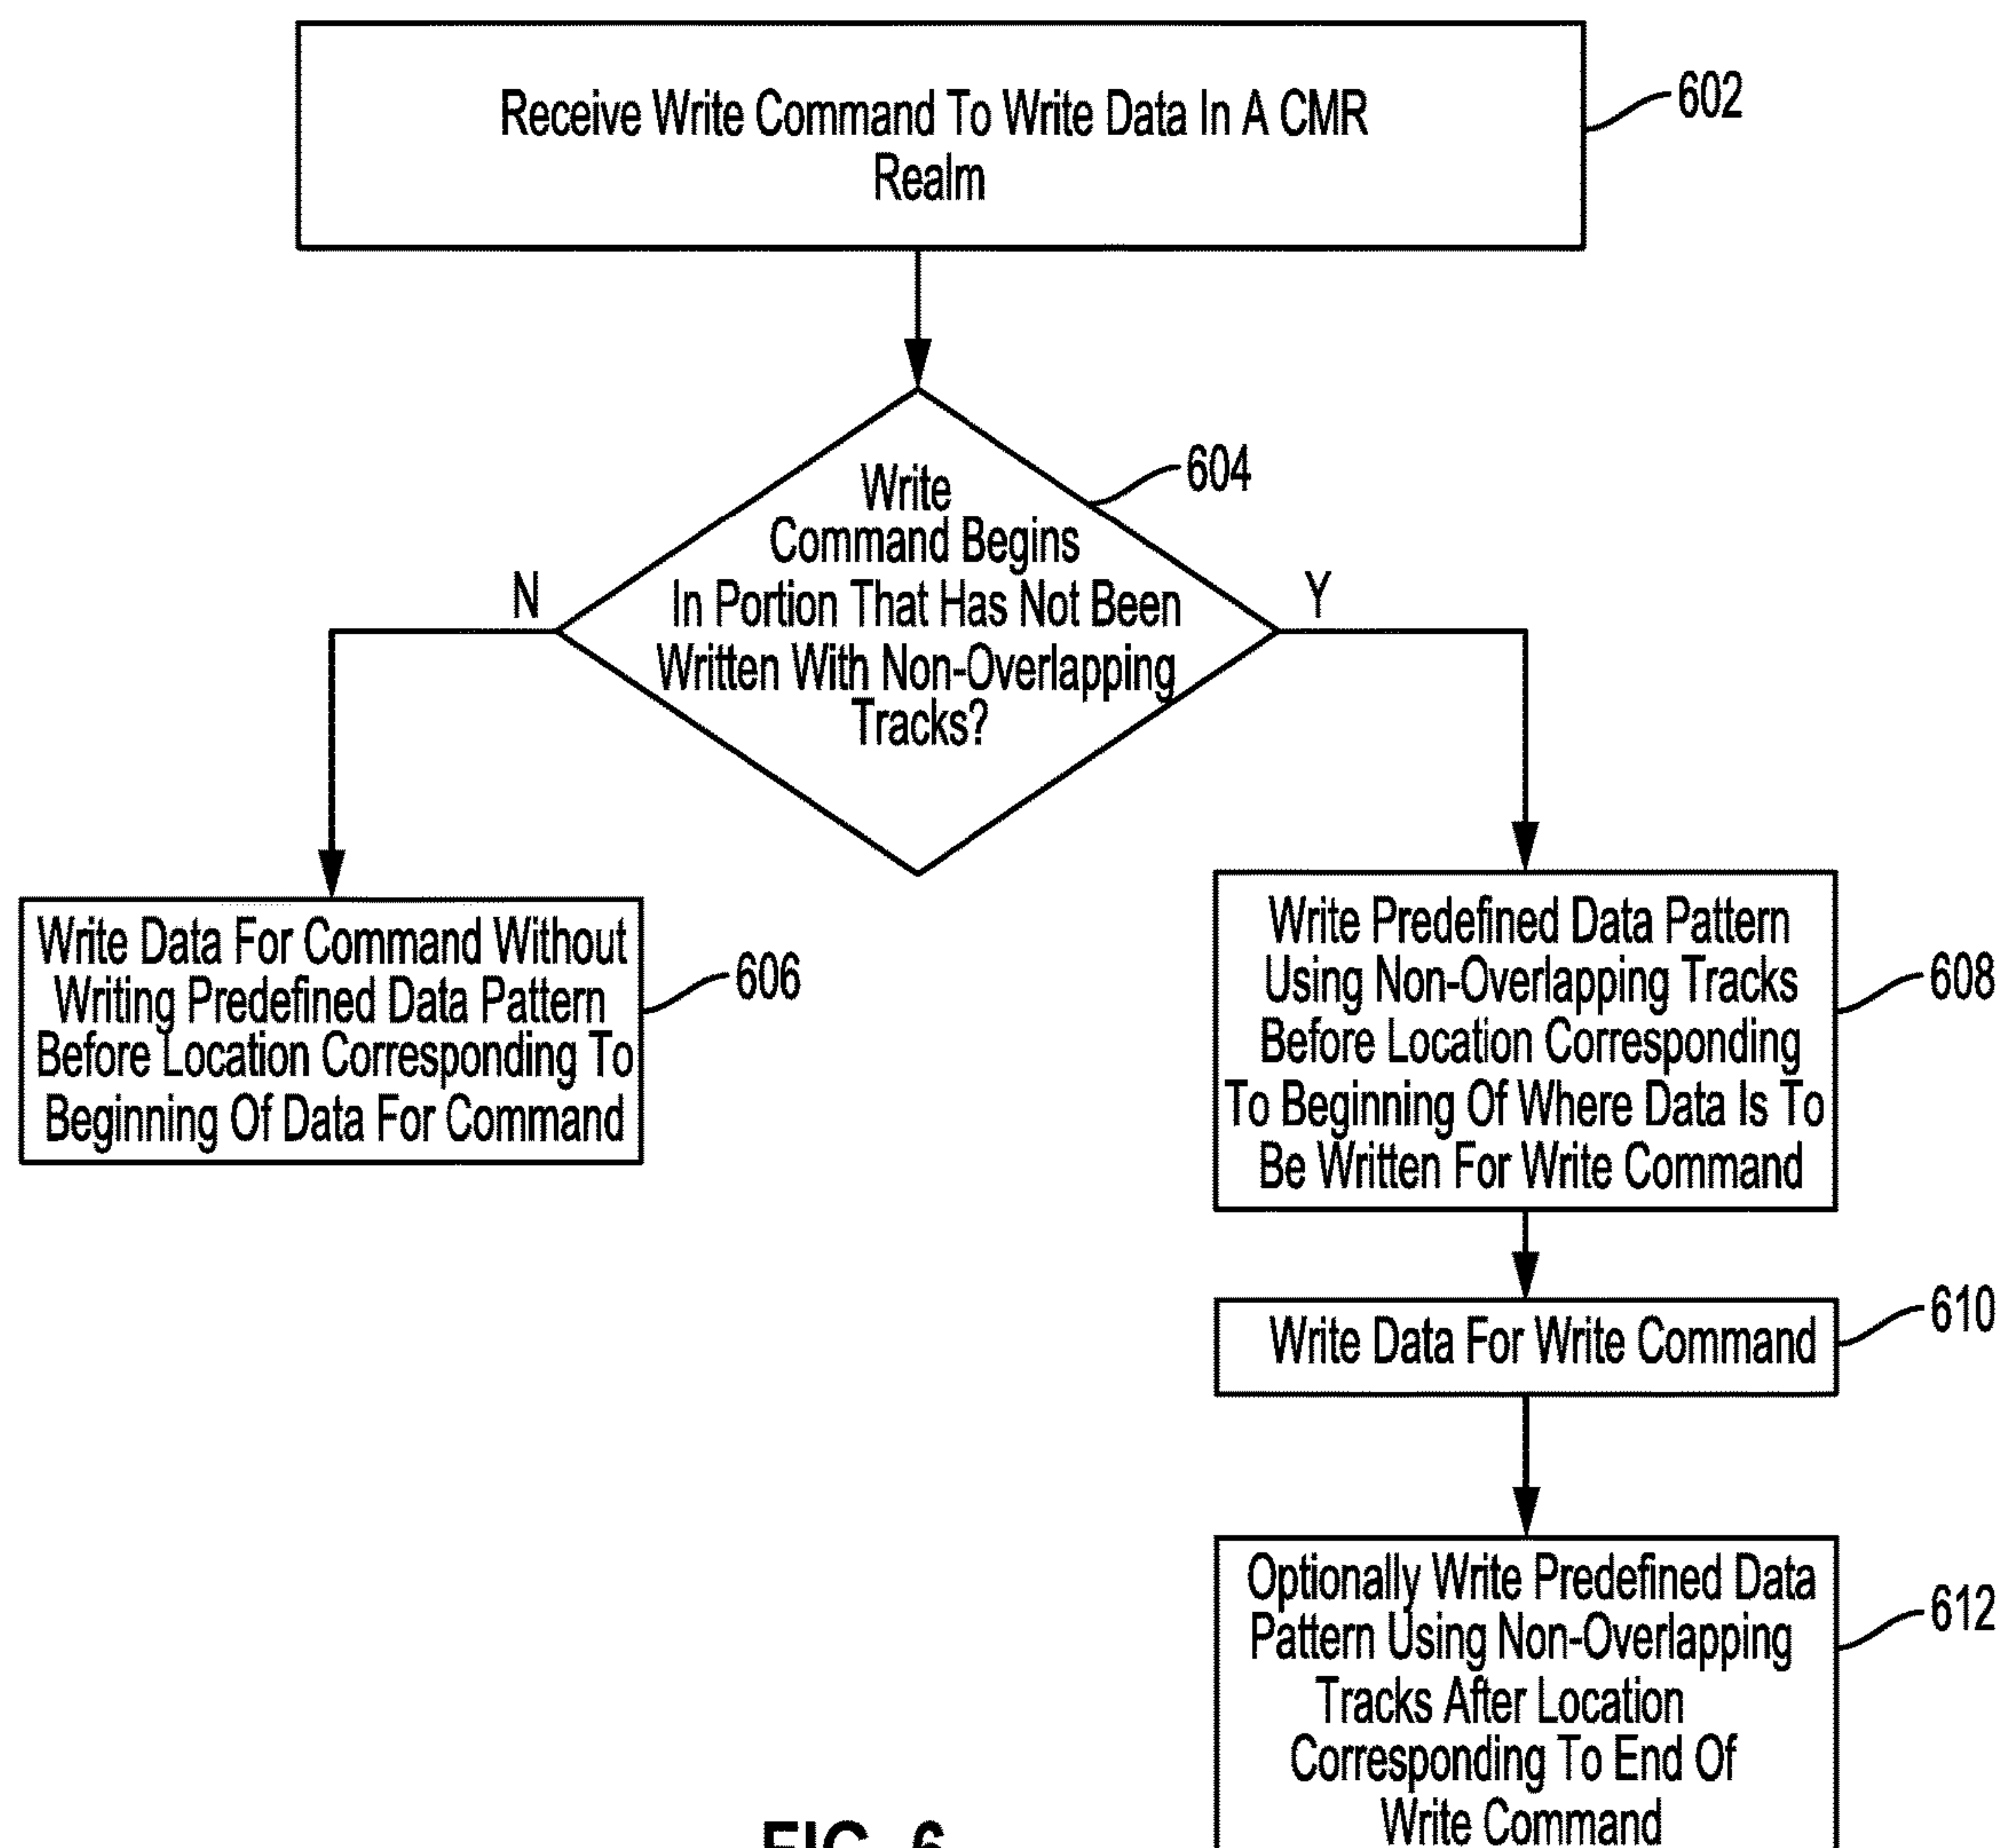 Receive Write Command To Write Data In A CMR
Realm
602
Write
Command Begins
In Portion That Has Not Been
Written With Non-Overlapping
Tracks?
604
N
Y
Write Data For Command Without
Writing Predefined Data Pattern
Before Location Corresponding To
Beginning Of Data For Command
606
Write Predefined Data Pattern
Using Non-Overlapping Tracks
Before Location Corresponding
To Beginning Of Where Data Is To
Be Written For Write Command
608
Write Data For Write Command
610
Optionally Write Predefined Data
Pattern Using Non-Overlapping
Tracks After Location
Corresponding To End Of
Write Command
612
FIG. 6